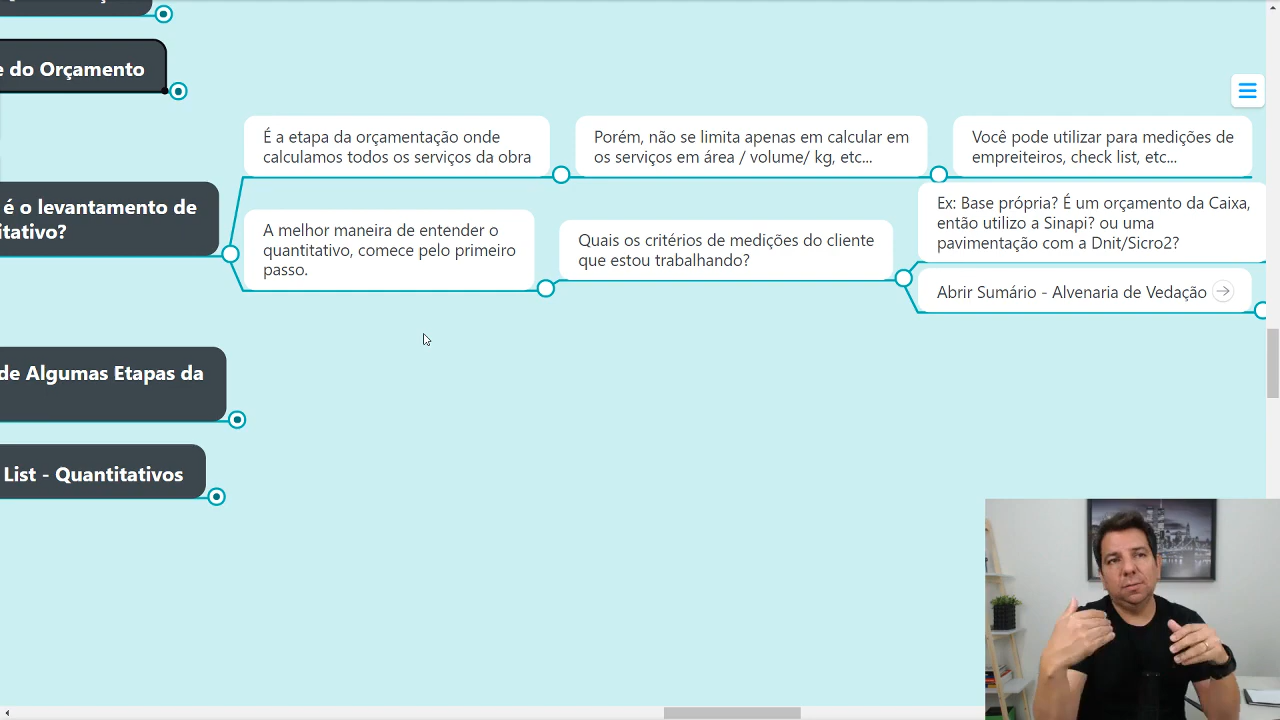 e do Orçamento
É a etapa da orçamentação onde
calculamos todos os serviços da obra
Porém, não se limita apenas em calcular em
os serviços em área / volume/ kg, etc...
Você pode utilizar para medições de
empreiteiros, check list, etc...
é o levantamento de
itativo?
A melhor maneira de entender o
quantitativo, comece pelo primeiro
passo.
Quais os critérios de medições do cliente
que estou trabalhando?
Ex: Base própria? É um orçamento da Caixa,
então utilizo a Sinapi? ou uma
pavimentação com a Dnit/Sicro2?
Abrir Sumário - Alvenaria de Vedação
de Algumas Etapas da
List - Quantitativos